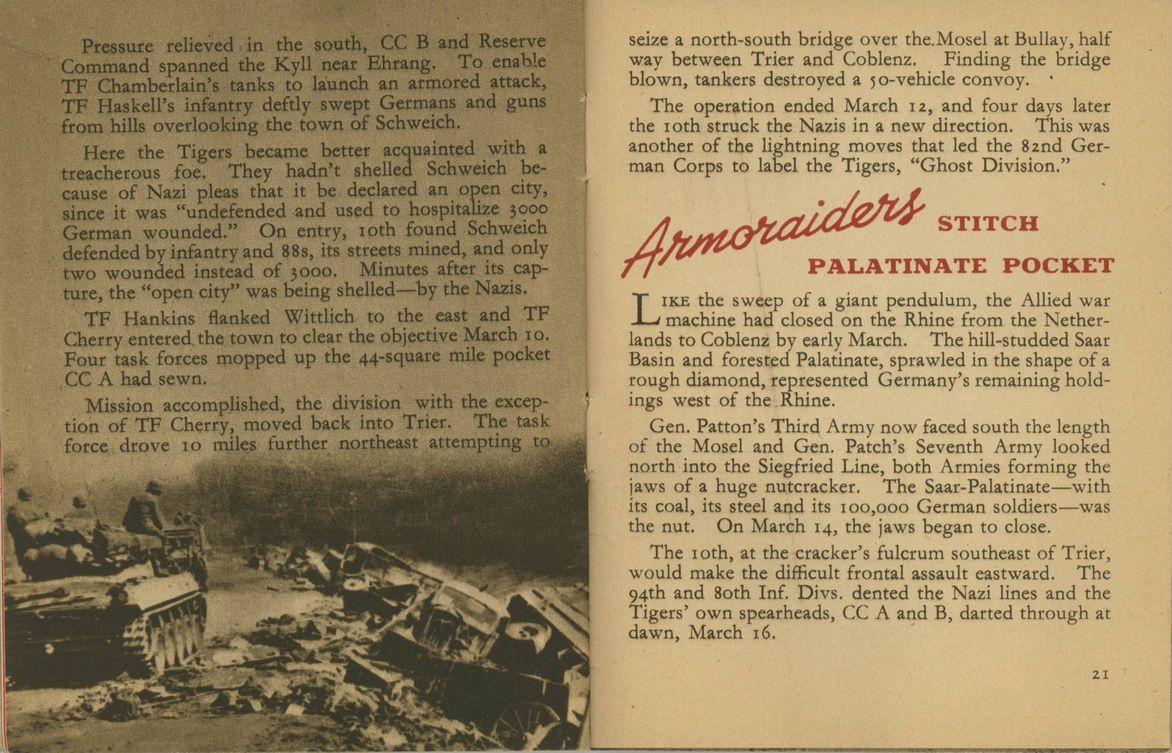 Pressure relieved in the south, CC B and Reserve
Command spanned the Kyll near Ehrang. To enable
TF Chamberlain's tanks to launch an armored attack,
TF Haskell's infantry deftly swept Germans and guns
from hills overlooking the town of Schweich.
Here the Tigers became better acquainted with a
treacherous foe. They hadn't shelled Schweich be-
cause of Nazi pleas that it be declared an open city,
since it was "undefended and used to hospitalize 3000
German wounded." On entry, 10th found Schweich
defended by infantry and 88s, its streets mined, and only
two wounded instead of 3000. Minutes after its cap-
ture, the "open city" was being shelled—by the Nazis.
TF Hankins flanked Wittlich to the east and TF
Cherry entered the town to clear the objective March 10.
Four task forces mopped up the 44-square mile pocket
CC A had sewn.
Mission accomplished, the division with the excep-
tion of TF Cherry, moved back into Trier. The task
force drove 10 miles further northeast attempting to
seize a north-south bridge over the Mosel at Bullay, half
way between Trier and Coblenz. Finding the bridge
blown, tankers destroyed a 50-vehicle convoy.
The operation ended March 12, and four days later
the 10th struck the Nazis in a new direction. This was
another of the lightning moves that led the 82nd Ger-
man Corps to label the Tigers, "Ghost Division."
Armoraiders STITCH
PALATINATE POCKET
LIKE the sweep of a giant pendulum, the Allied war
machine had closed on the Rhine from the Nether-
lands to Coblenz by early March. The hill-studded Saar
Basin and forested Palatinate, sprawled in the shape of a
rough diamond, represented Germany's remaining hold-
ings west of the Rhine.
Gen. Patton's Third Army now faced south the length
of the Mosel and Gen. Patch's Seventh Army looked
north into the Siegfried Line, both Armies forming the
jaws of a huge nutcracker. The Saar-Palatinate—with
its coal, its steel and its 100,000 German soldiers—was
the nut. On March 14, the jaws began to close.
The 10th, at the cracker's fulcrum southeast of Trier,
would make the difficult frontal assault eastward. The
94th and 80th Inf. Divs. dented the Nazi lines and the
Tigers' own spearheads, CC A and B, darted through at
dawn, March 16.
21